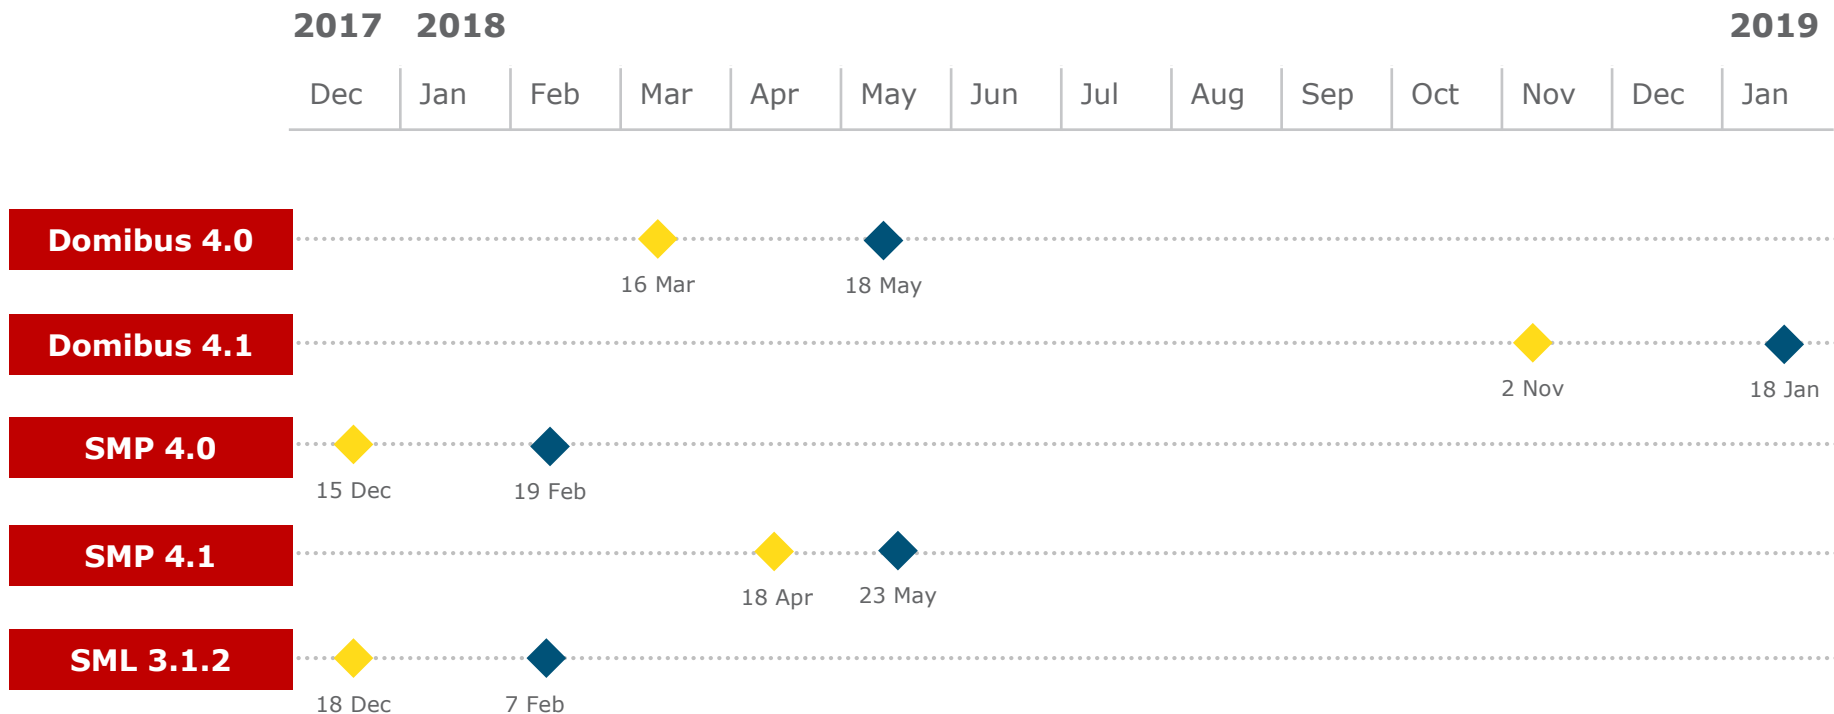 2017 2018 2019
Dec Jan Feb Mar Apr May Jun Jul Aug Sep Oct Nov Dec Jan
Domibus 4.0
16 Mar 18 May
Domibus 4.1
2 Nov 18 Jan
SMP 4.0
15 Dec 19 Feb
SMP 4.1
18 Apr 23 May
SML 3.1.2
18 Dec 7 Feb